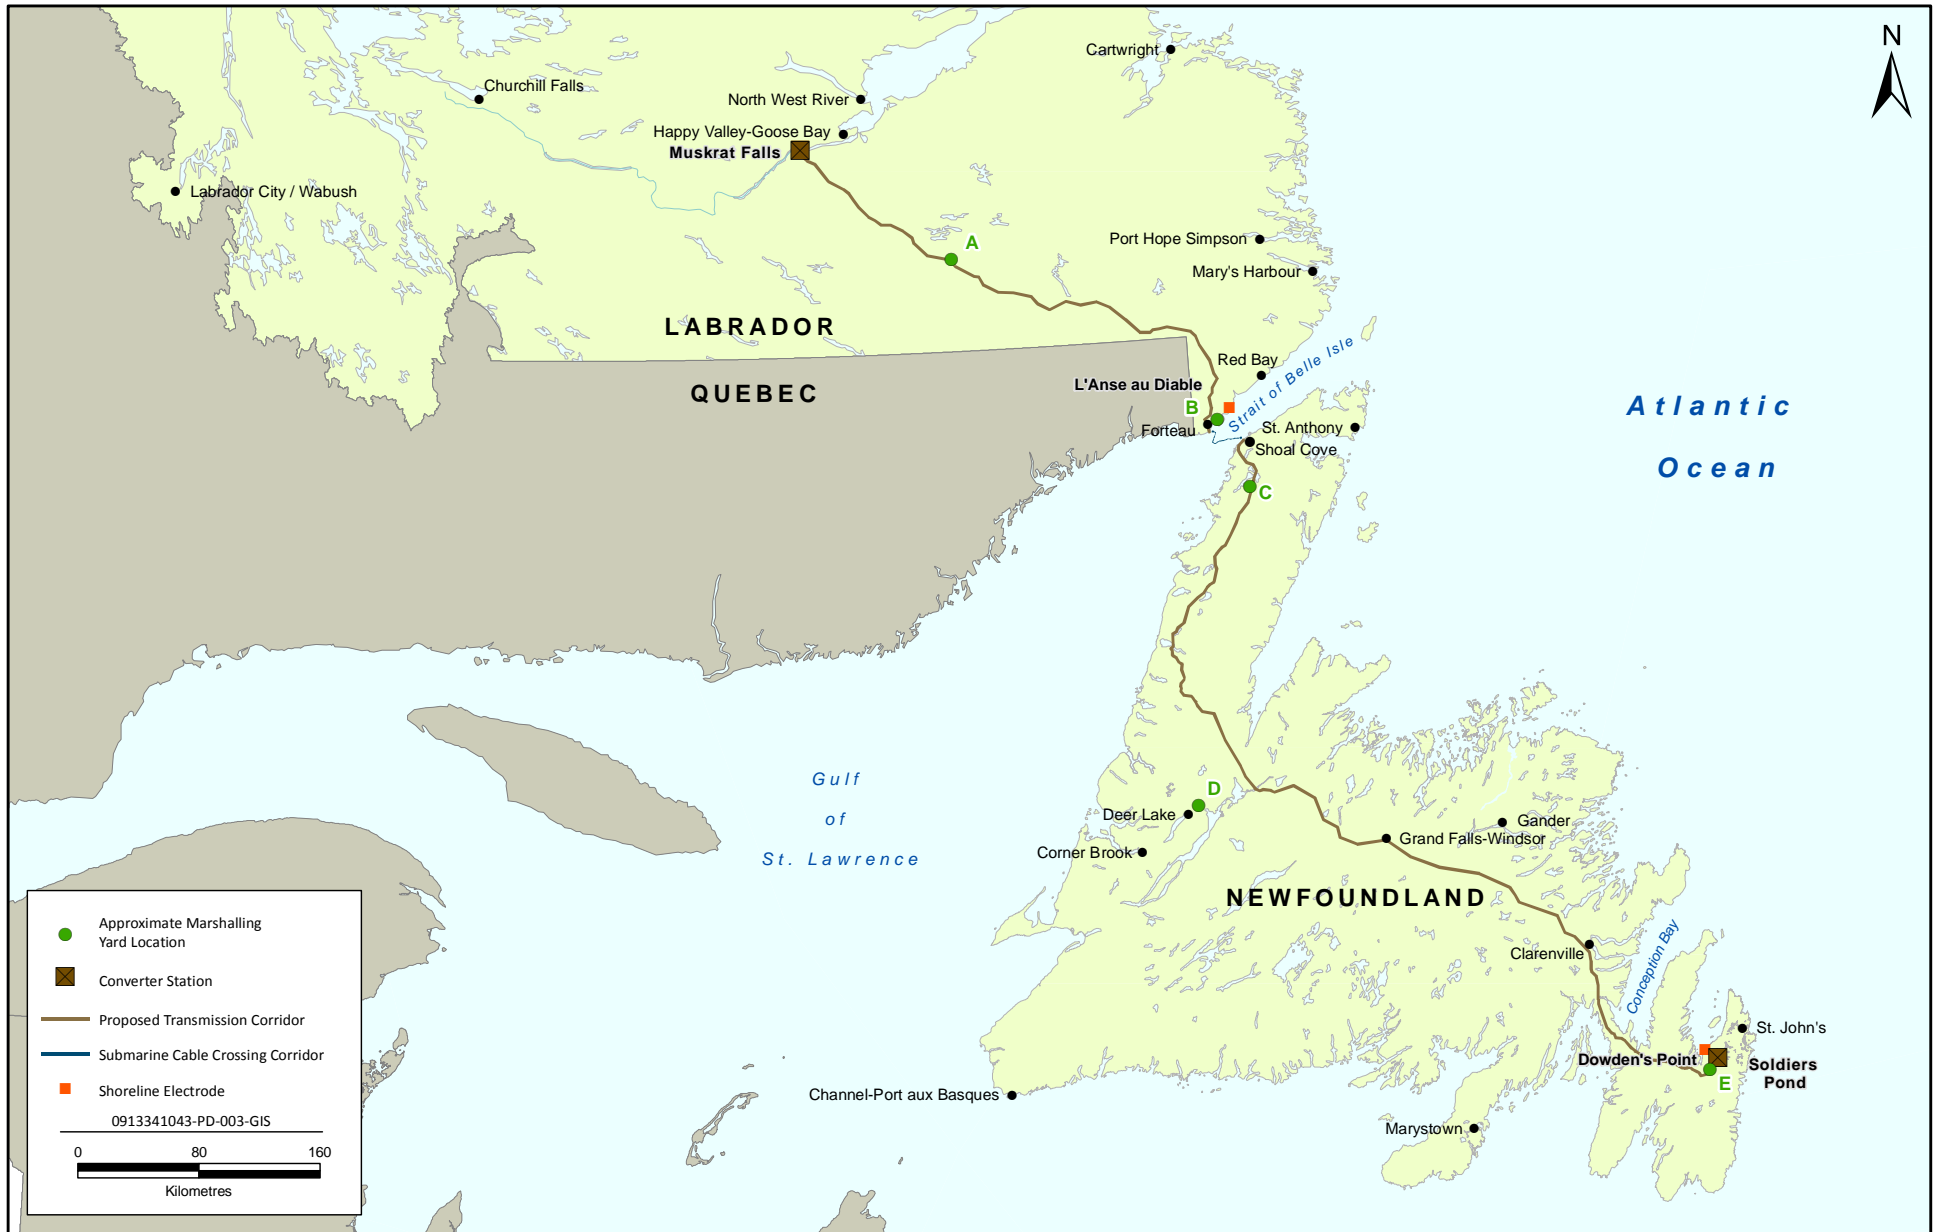 N
Cartwright
Churchill Falls
North West River
Happy Valley-Goose Bay
Muskrat Falls
Labrador City / Wabush
A
Port Hope Simpson
Mary's Harbour
LABRADOR
Red Bay
Strait of Belle Isle
L'Anse au Diable
QUEBEC
B
Forteau
St. Anthony
Shoal Cove
Atlantic
Ocean
C
Gulf
of
St. Lawrence
D
Deer Lake
Gander
Grand Falls-Windsor
Corner Brook
NEWFOUNDLAND
Clarenville
Conception Bay
St. John's
Dowden's Point
Soldiers
Pond
E
Channel-Port aux Basques
Marystown
Approximate Marshalling
Yard Location
Converter Station
Proposed Transmission Corridor
Submarine Cable Crossing Corridor
Shoreline Electrode
0913341043-PD-003-GIS
0 80 160
Kilometres